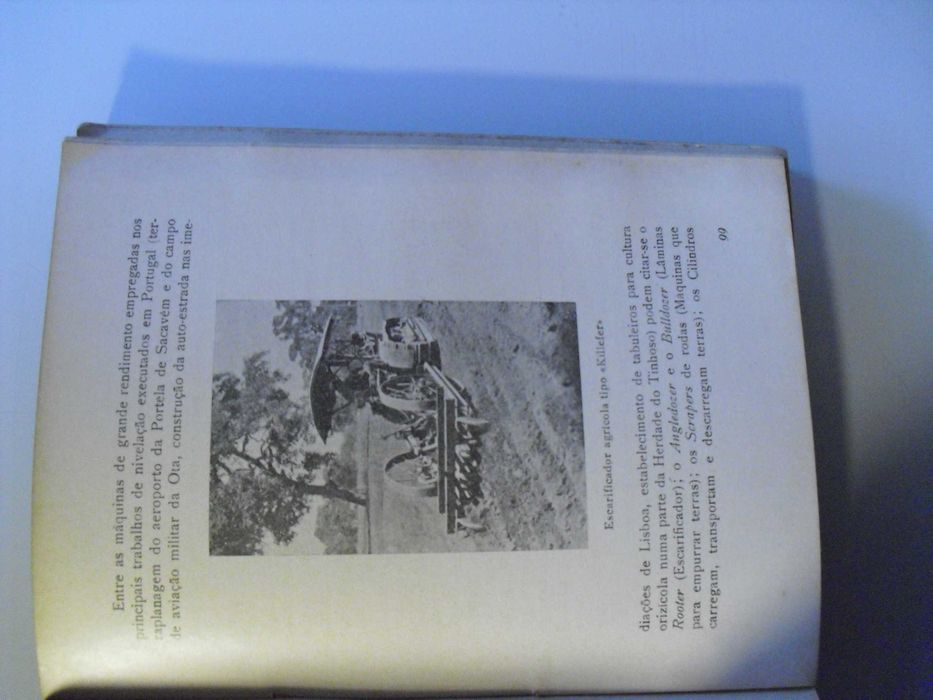 Entre as máquinas de grande rendimento empregadas nos
principais trabalhos de nivelação executados em Portugal (ter-
raplanagem do aeroporto da Portela de Sacavém e do campo
de aviação militar da Ota, construção da auto-estrada nas ime-
Escarificador agrícola tipo «Killefer»
diações de Lisboa, estabelecimento de tabuleiros para cultura
orizícola numa parte da Herdade do Tinhoso) podem citar-se o
Rooter (Escarificador); o Angledozer e o Bulldozer (Lâminas
para empurrar terras); os Scrapers de rodas (Maquinas que
carregam, transportam e descarregam terras); os Cilindros
99